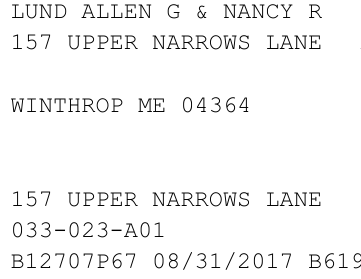 LUND ALLEN G & NANCY R
157 UPPER NARROWS LANE
WINTHROP ME 04364
157 UPPER NARROWS LANE
033-023-A01
B12707P67 08/31/2017 B619